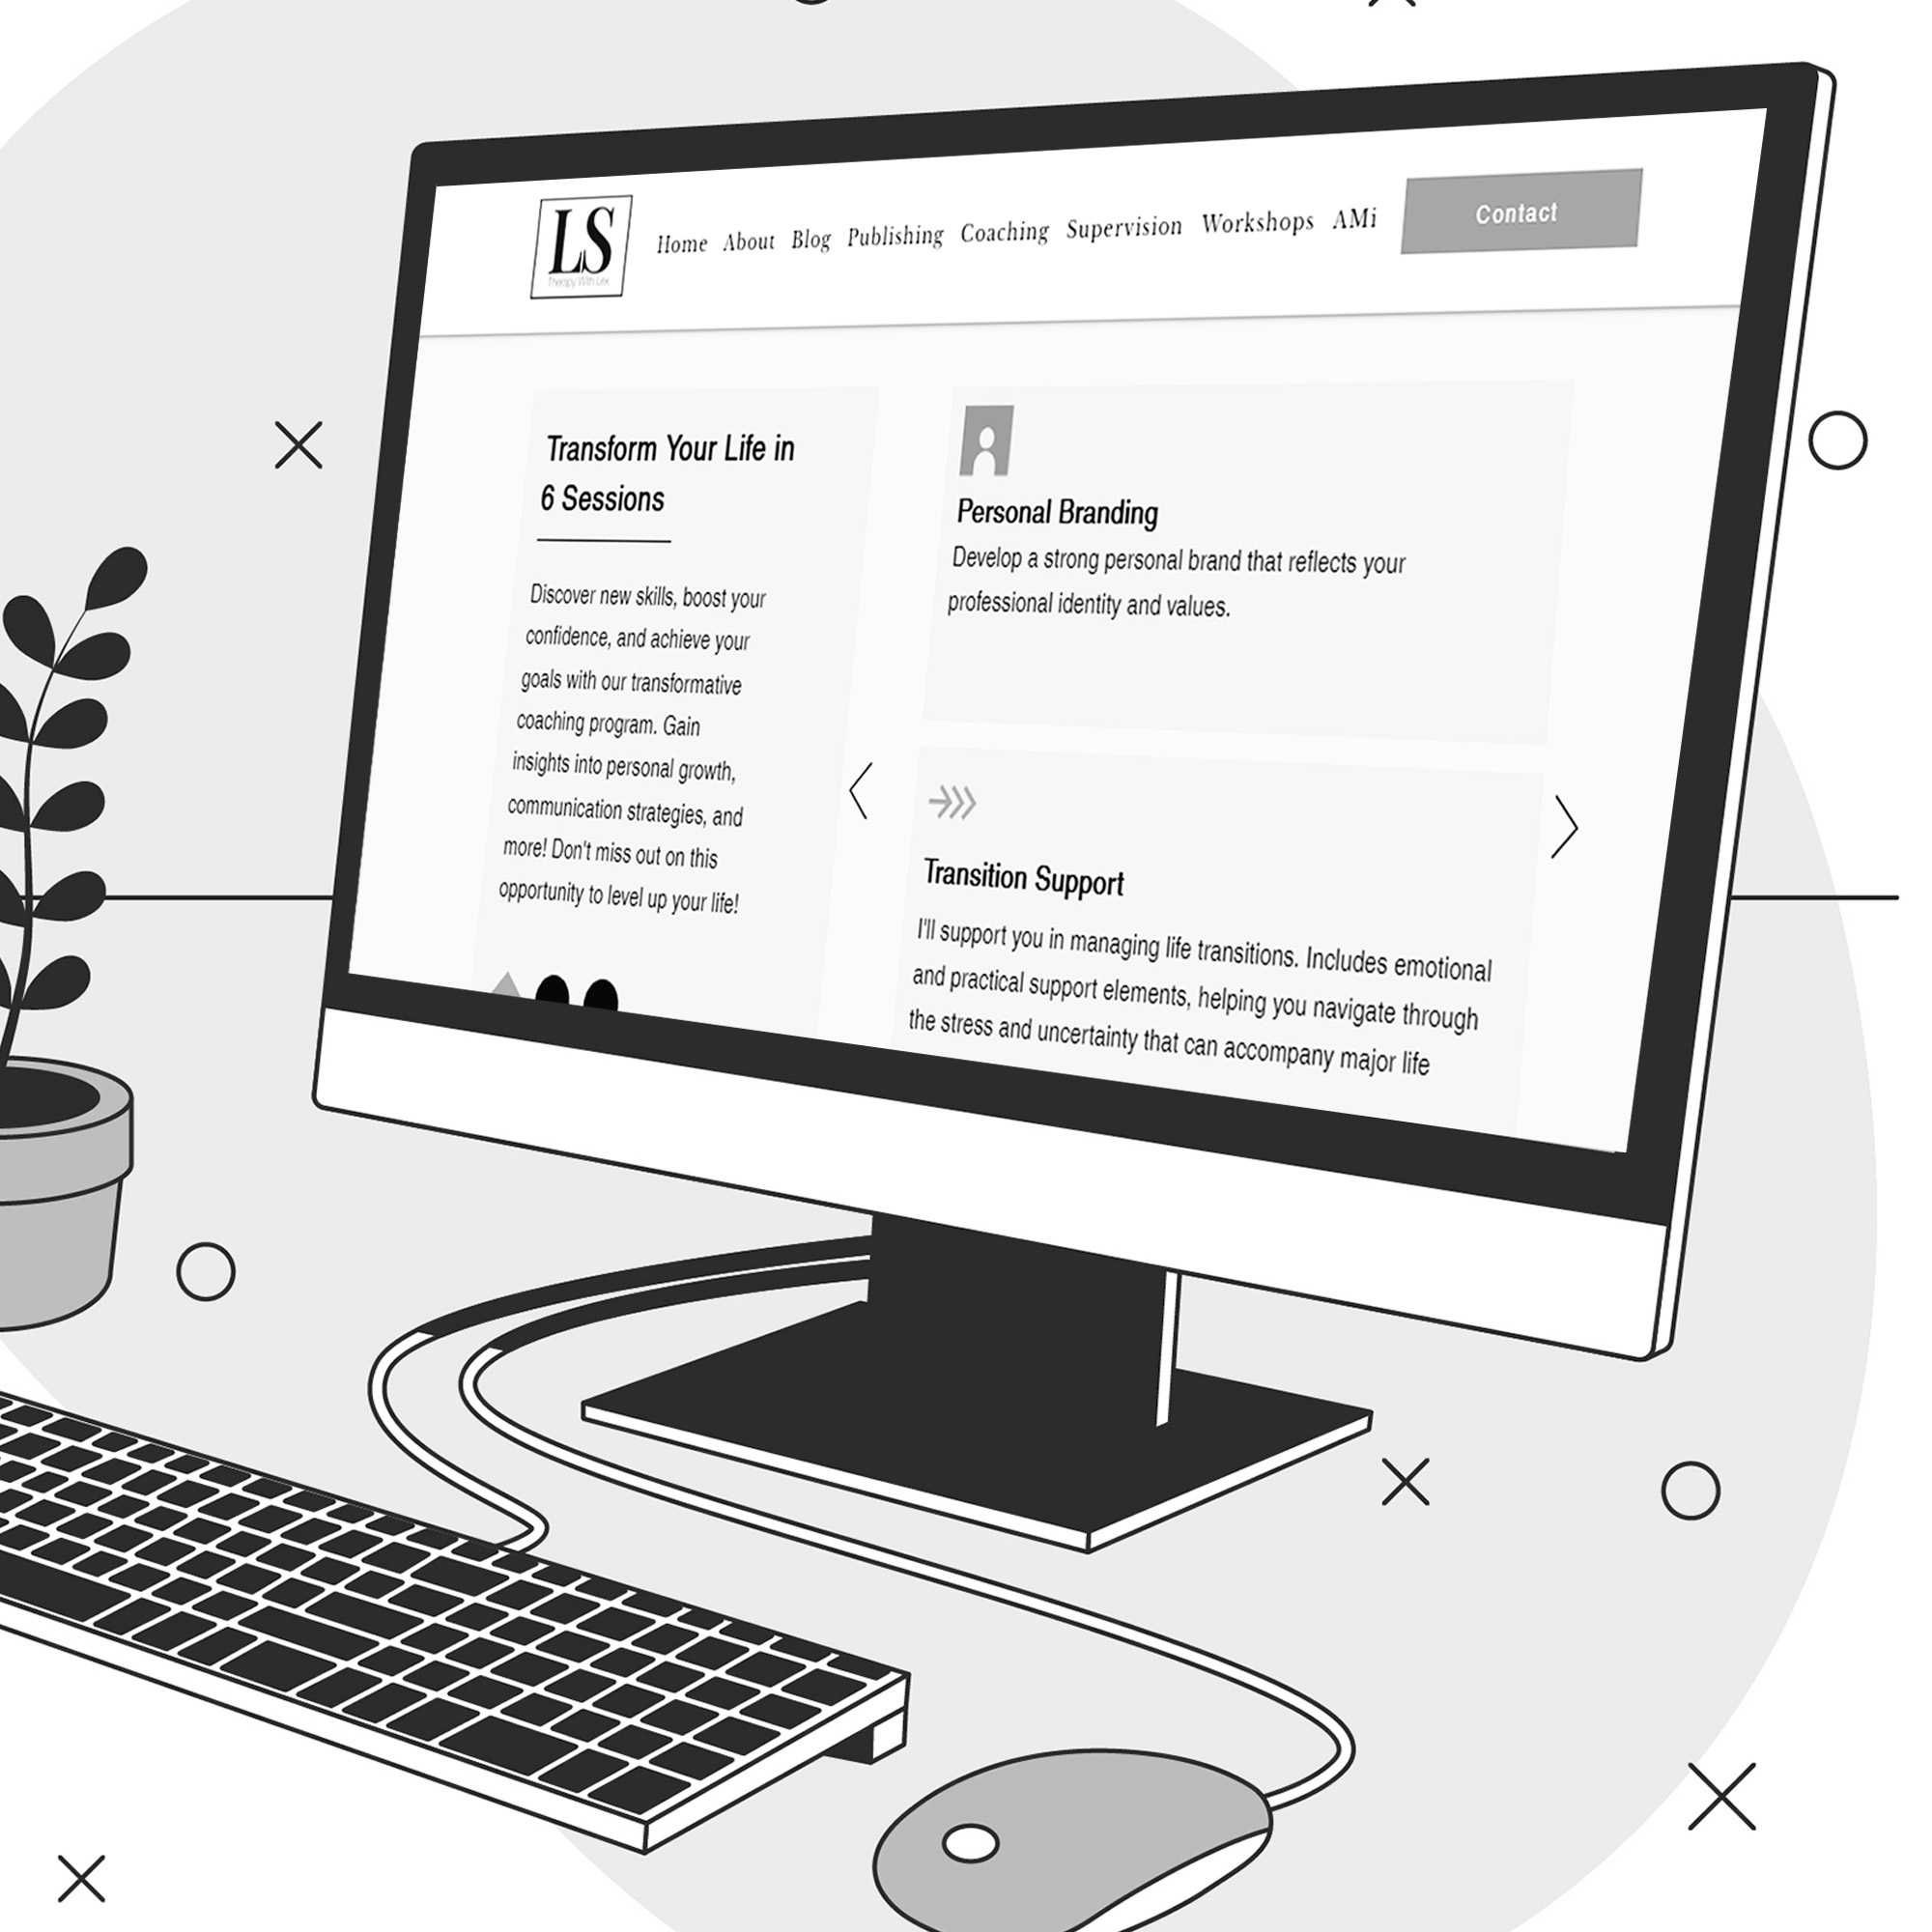 LS
Therapy With Lex
Home About Blog Publishing Coaching Supervision Workshops AMi
Contact
Transform Your Life in
6 Sessions
Discover new skills, boost your
confidence, and achieve your
goals with our transformative
coaching program. Gain
insights into personal growth,
communication strategies, and
more! Don't miss out on this
opportunity to level up your life!
Personal Branding
Develop a strong personal brand that reflects your
professional identity and values.
Transition Support
I'll support you in managing life transitions. Includes emotional
and practical support elements, helping you navigate through
the stress and uncertainty that can accompany major life